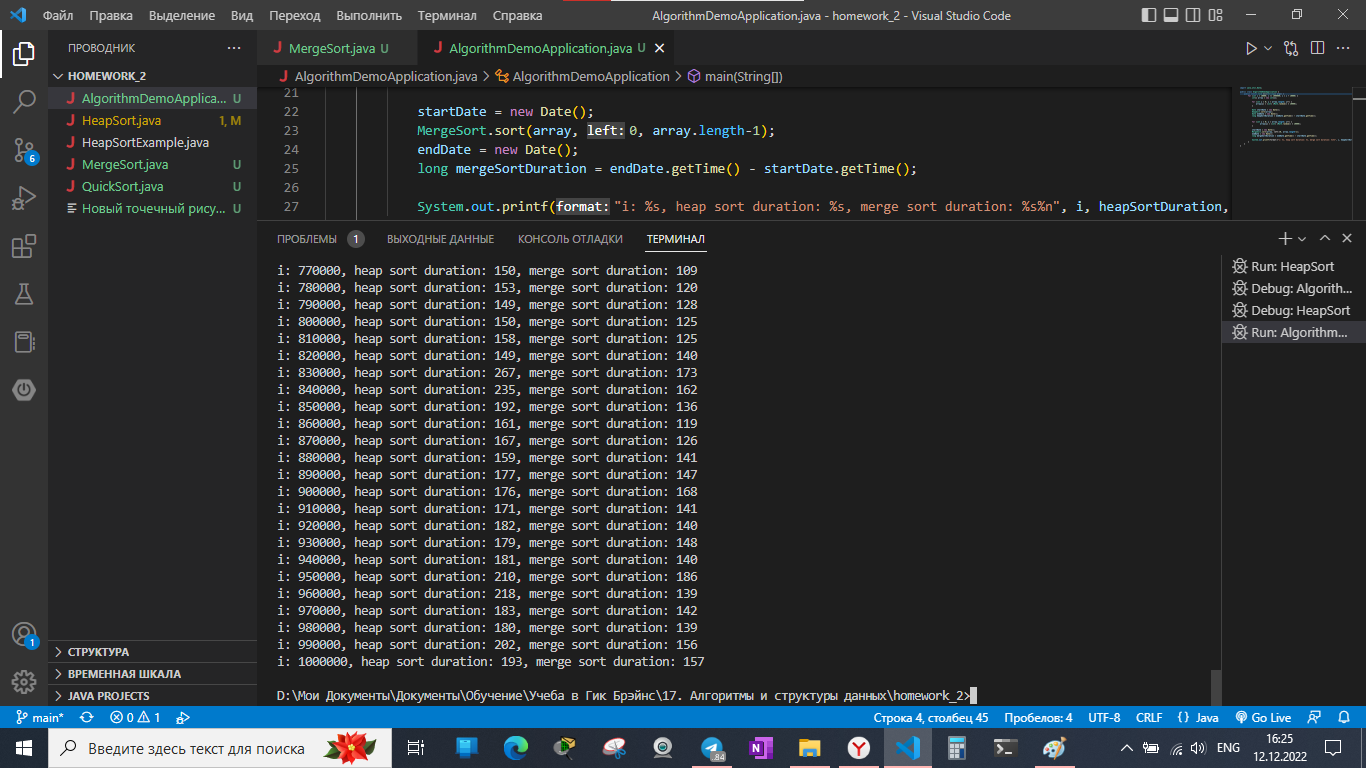 Файл Правка Выделение Вид Переход Выполнить Терминал Справка AlgorithmDemoApplication.java - homework_2 - Visual Studio Code
ПРОВОДНИК
HOMEWORK_2
AlgorithmDemoApplica... U
HeapSort.java 1, M
HeapSortExample.java
MergeSort.java U
QuickSort.java U
Новый точечный рису... U
СТРУКТУРА
ВРЕМЕННАЯ ШКАЛА
JAVA PROJECTS
MergeSort.java U AlgorithmDemoApplication.java U
AlgorithmDemoApplication.java > AlgorithmDemoApplication > main(String[])
21
22 startDate = new Date();
23 MergeSort.sort(array, left: 0, array.length-1);
24 endDate = new Date();
25 long mergeSortDuration = endDate.getTime() - startDate.getTime();
26
27 System.out.printf(format: "i: %s, heap sort duration: %s, merge sort duration: %s%n", i, heapSortDuration,
ПРОБЛЕМЫ 1 ВЫХОДНЫЕ ДАННЫЕ КОНСОЛЬ ОТЛАДКИ ТЕРМИНАЛ
i: 770000, heap sort duration: 150, merge sort duration: 109
i: 780000, heap sort duration: 153, merge sort duration: 120
i: 790000, heap sort duration: 149, merge sort duration: 128
i: 800000, heap sort duration: 150, merge sort duration: 125
i: 810000, heap sort duration: 158, merge sort duration: 125
i: 820000, heap sort duration: 149, merge sort duration: 140
i: 830000, heap sort duration: 267, merge sort duration: 173
i: 840000, heap sort duration: 235, merge sort duration: 162
i: 850000, heap sort duration: 192, merge sort duration: 136
i: 860000, heap sort duration: 161, merge sort duration: 119
i: 870000, heap sort duration: 167, merge sort duration: 126
i: 880000, heap sort duration: 159, merge sort duration: 141
i: 890000, heap sort duration: 177, merge sort duration: 147
i: 900000, heap sort duration: 176, merge sort duration: 168
i: 910000, heap sort duration: 171, merge sort duration: 141
i: 920000, heap sort duration: 182, merge sort duration: 140
i: 930000, heap sort duration: 179, merge sort duration: 148
i: 940000, heap sort duration: 181, merge sort duration: 140
i: 950000, heap sort duration: 210, merge sort duration: 186
i: 960000, heap sort duration: 218, merge sort duration: 139
i: 970000, heap sort duration: 183, merge sort duration: 142
i: 980000, heap sort duration: 180, merge sort duration: 139
i: 990000, heap sort duration: 202, merge sort duration: 156
i: 1000000, heap sort duration: 193, merge sort duration: 157
D:\Мои Документы\Документы\Обучение\Учеба в Гик Брэйнс\17. Алгоритмы и структуры данных\homework_2>
Run: HeapSort
Debug: Algorith...
Debug: HeapSort
Run: Algorithm...
6
1
main* 0 1 Строка 4, столбец 45 Пробелов: 4 UTF-8 CRLF {} Java Go Live
Введите здесь текст для поиска .84 ENG 16:25
12.12.2022